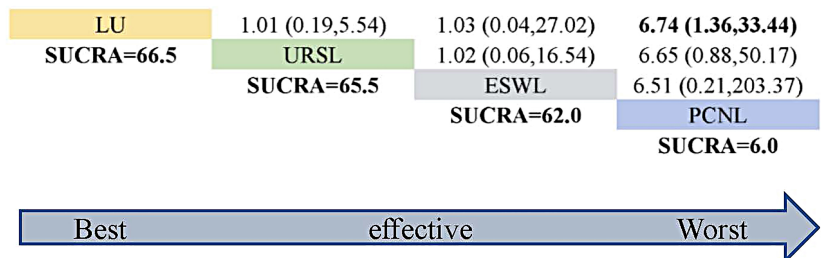 LU 1.01 (0.19,5.54) 1.03 (0.04,27.02) 6.74 (1.36,33.44)
SUCRA=66.5 URSL 1.02 (0.06,16.54) 6.65 (0.88,50.17)
SUCRA=65.5 ESWL 6.51 (0.21,203.37)
SUCRA=62.0 PCNL
SUCRA=6.0
Best effective Worst